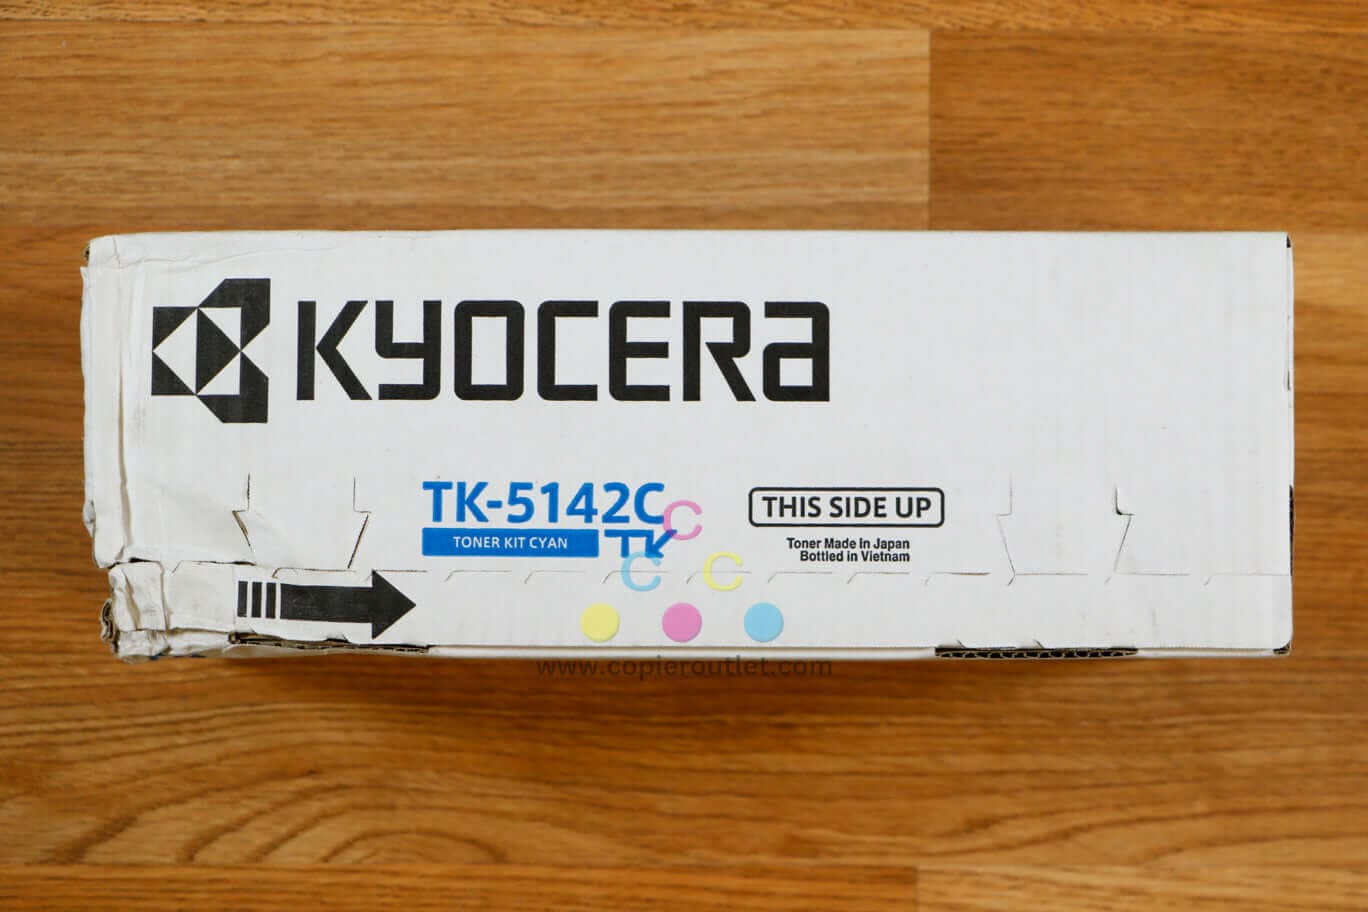 KYOCERA
TK-5142C
TONER KIT CYAN
THIS SIDE UP
Toner Made In Japan
Bottled in Vietnam
C
C C
www.copieroutlet.com